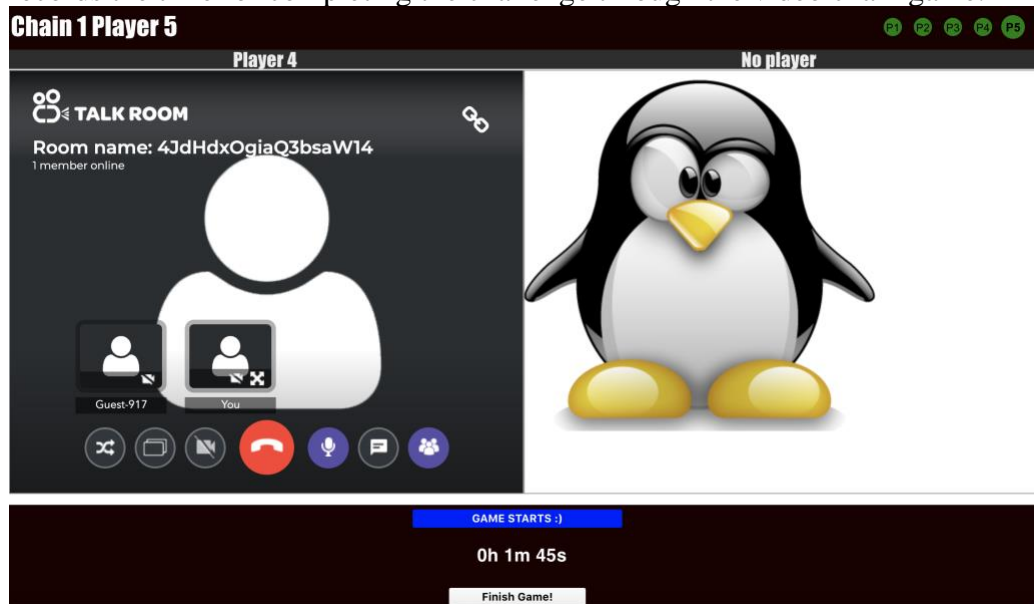 Chain 1 Player 5
P1 P2 P3 P4 P5
Player 4
No player
TALK ROOM
Room name: 4JdHdxOgiaQ3bsaW14
1 member online
Guest-917
You
GAME STARTS :)
0h 1m 45s
Finish Game!